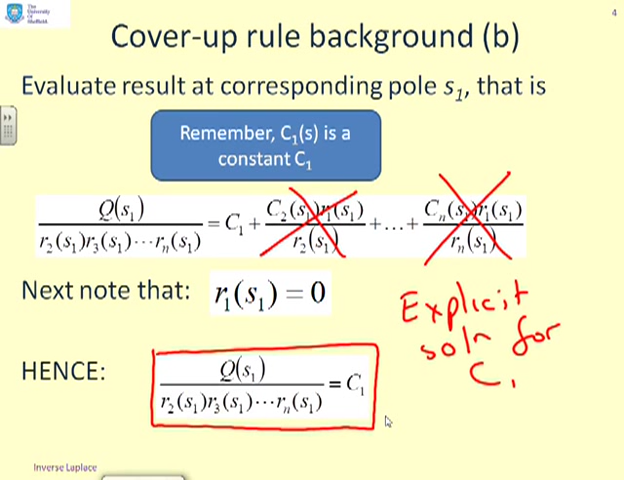 The
University
Of
Sheffield.
4
Cover-up rule background (b)
Evaluate result at corresponding pole s₁, that is
Remember, C₁(s) is a
constant C₁
Q(s₁) / r₂(s₁)r₃(s₁)⋯rₙ(s₁) = C₁ + C₂(s₁)r₁(s₁) / r₂(s₁) + … + Cₙ(s₁)r₁(s₁) / rₙ(s₁)
Next note that: r₁(s₁) = 0
Explicit
soln for
C₁
HENCE: Q(s₁) / r₂(s₁)r₃(s₁)⋯rₙ(s₁) = C₁
Inverse Laplace